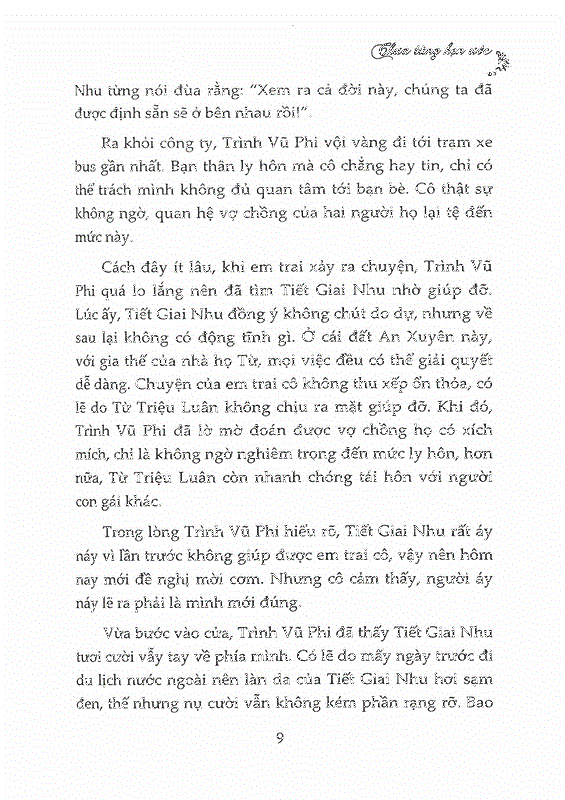 Chưa từng hẹn ước
Nhu từng nói đùa rằng: “Xem ra cả đời này, chúng ta đã
được định sẵn sẽ ở bên nhau rồi!”.
Ra khỏi công ty, Trình Vũ Phi vội vàng đi tới trạm xe
bus gần nhất. Bạn thân ly hôn mà cô chẳng hay tin, chỉ có
thể trách mình không đủ quan tâm tới bạn bè. Cô thật sự
không ngờ, quan hệ vợ chồng của hai người họ lại tệ đến
mức này.
Cách đây ít lâu, khi em trai xảy ra chuyện, Trình Vũ
Phi quá lo lắng nên đã tìm Tiết Giai Nhu nhờ giúp đỡ.
Lúc ấy, Tiết Giai Nhu đồng ý không chút do dự, nhưng về
sau lại không có động tĩnh gì. Ở cái đất An Xuyên này,
với gia thế của nhà họ Từ, mọi việc đều có thể giải quyết
dễ dàng. Chuyện của em trai cô không thu xếp ổn thỏa, có
lẽ do Từ Triệu Luân không chịu ra mặt giúp đỡ. Khi đó,
Trình Vũ Phi đã lờ mờ đoán được vợ chồng họ có xích
mích, chỉ là không ngờ nghiêm trọng đến mức ly hôn, hơn
nữa, Từ Triệu Luân còn nhanh chóng tái hôn với người
con gái khác.
Trong lòng Trình Vũ Phi hiểu rõ, Tiết Giai Nhu rất áy
náy vì lần trước không giúp được em trai cô, vậy nên hôm
nay mới đề nghị mời cơm. Nhưng cô cảm thấy, người áy
náy lẽ ra phải là mình mới đúng.
Vừa bước vào cửa, Trình Vũ Phi đã thấy Tiết Giai Nhu
tươi cười vẫy tay về phía mình. Có lẽ do mấy ngày trước đi
du lịch nước ngoài nên làn da của Tiết Giai Nhu hơi sạm
đen, thế nhưng nụ cười vẫn không kém phần rạng rỡ. Bao
9